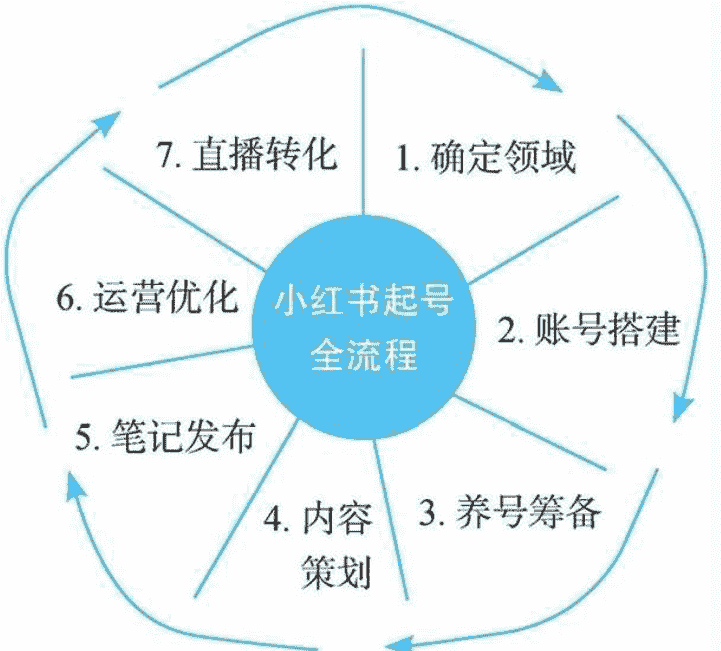 小红书起号
全流程
1. 确定领域
2. 账号搭建
3. 养号筹备
4. 内容
策划
5. 笔记发布
6. 运营优化
7. 直播转化